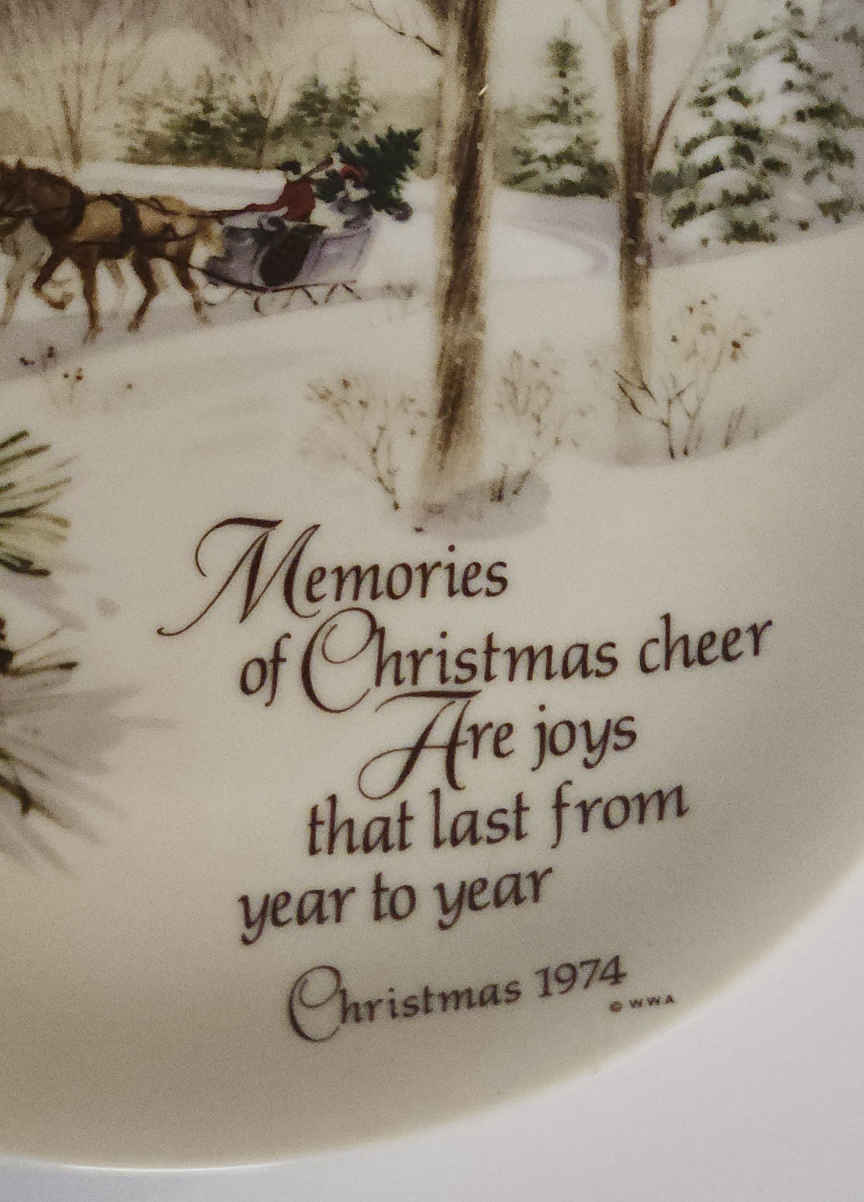 Memories
of Christmas cheer
Are joys
that last from
year to year
Christmas 1974
© WWA